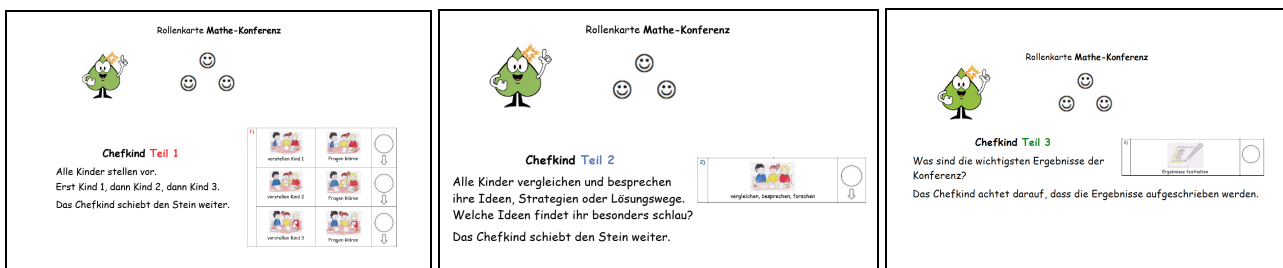 Rollenkarte Mathe-Konferenz
Chefkind Teil 1
Alle Kinder stellen vor.
Erst Kind 1, dann Kind 2, dann Kind 3.
Das Chefkind schiebt den Stein weiter.
1)
vorstellen Kind 1 Fragen klären
vorstellen Kind 2 Fragen klären
vorstellen Kind 3 Fragen klären
Rollenkarte Mathe-Konferenz
Chefkind Teil 2
Alle Kinder vergleichen und besprechen
ihre Ideen, Strategien oder Lösungswege.
Welche Ideen findet ihr besonders schlau?
Das Chefkind schiebt den Stein weiter.
2)
vergleichen, besprechen, forschen
Rollenkarte Mathe-Konferenz
Chefkind Teil 3
Was sind die wichtigsten Ergebnisse der
Konferenz?
Das Chefkind achtet darauf, dass die Ergebnisse aufgeschrieben werden.
3)
Ergebnisse festhalten